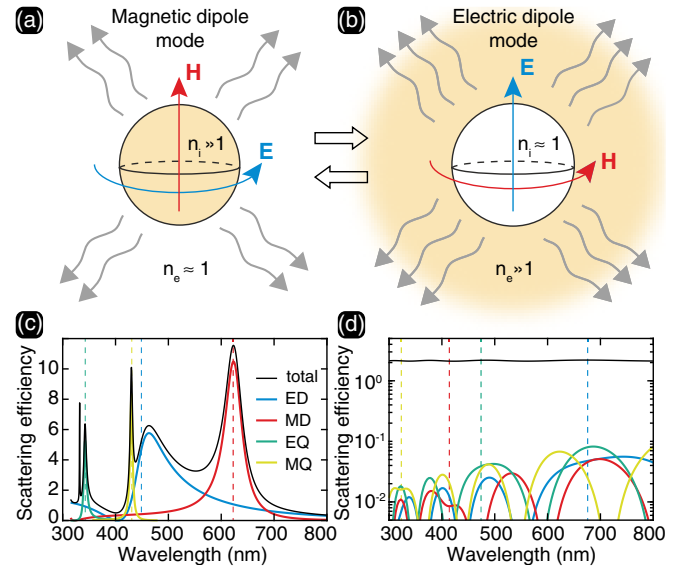 (a) Magnetic dipole mode
H
n_i »1
E
n_e ≈ 1
(b) Electric dipole mode
E
n_i ≈ 1
H
n_e »1
(c)
Scattering efficiency
10
8
6
4
2
0
total
ED
MD
EQ
MQ
300 400 500 600 700 800
Wavelength (nm)
(d)
Scattering efficiency
10^0
10^-1
10^-2
300 400 500 600 700 800
Wavelength (nm)